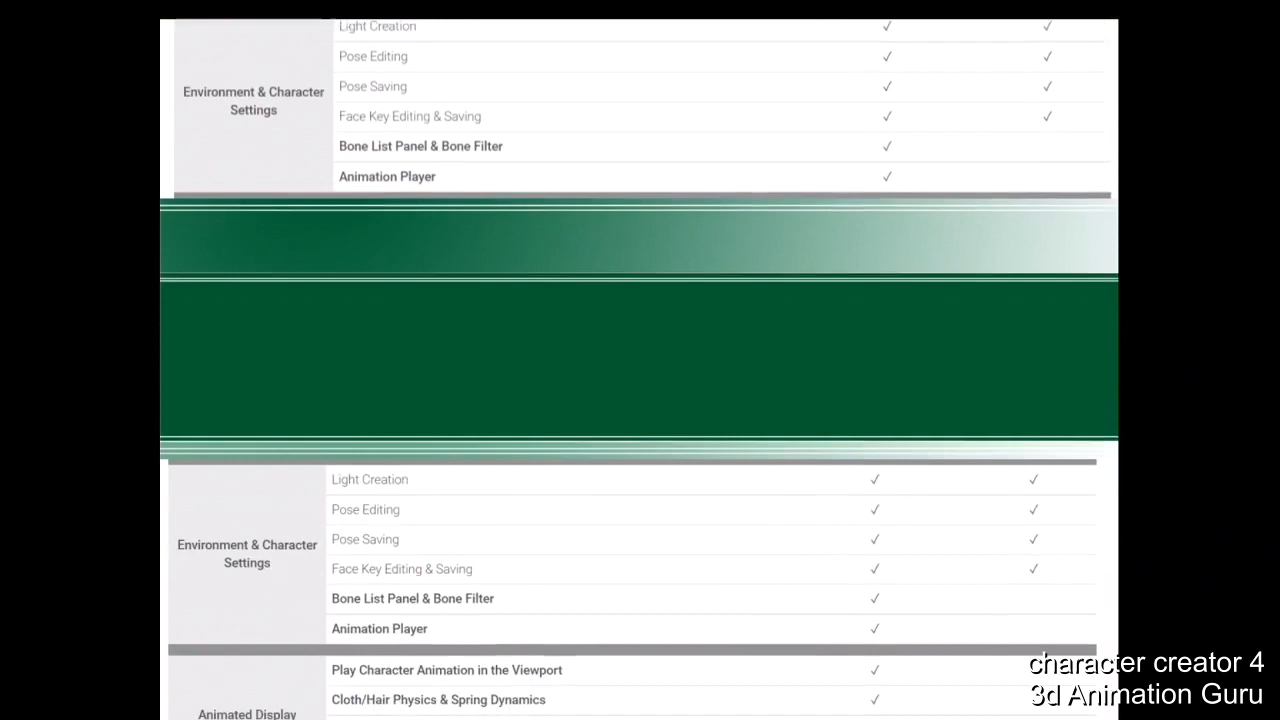 Light Creation ✓ ✓
Pose Editing ✓ ✓
Environment & Character
Settings
Pose Saving ✓ ✓
Face Key Editing & Saving ✓ ✓
Bone List Panel & Bone Filter ✓
Animation Player ✓
Light Creation ✓ ✓
Pose Editing ✓ ✓
Environment & Character
Settings
Pose Saving ✓ ✓
Face Key Editing & Saving ✓ ✓
Bone List Panel & Bone Filter ✓
Animation Player ✓
Play Character Animation in the Viewport ✓
Cloth/Hair Physics & Spring Dynamics ✓
Animated Display
character creator 4
3d Animation Guru